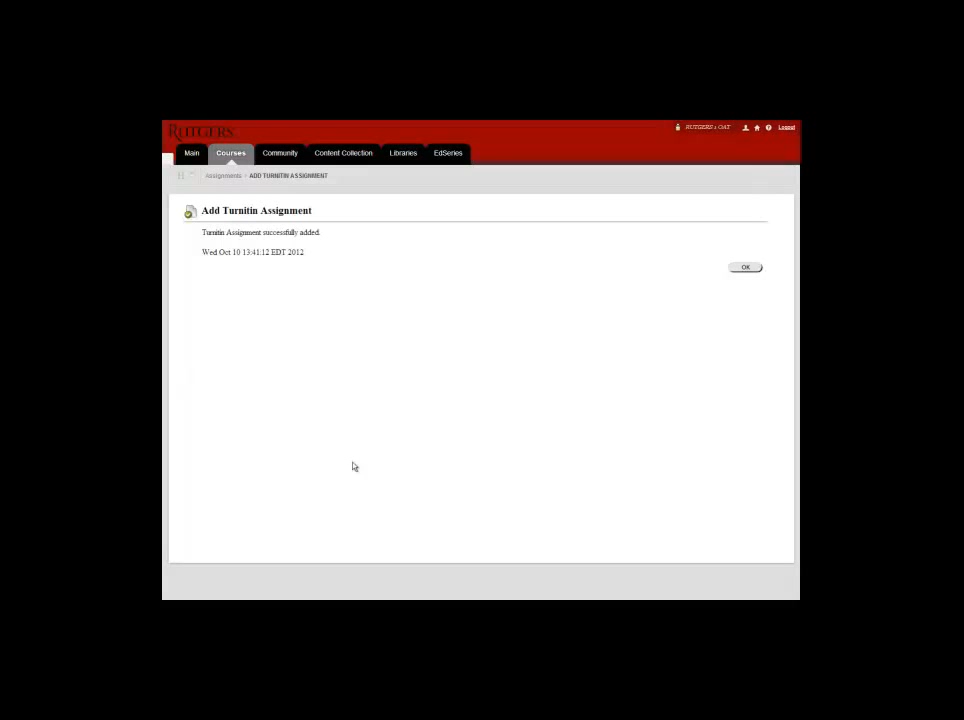 RUTGERS
RUTGERS 1 OAT
Logout
Main
Courses
Community
Content Collection
Libraries
EdSeries
Assignments > ADD TURNITIN ASSIGNMENT
Add Turnitin Assignment
Turnitin Assignment successfully added.
Wed Oct 10 13:41:12 EDT 2012
OK